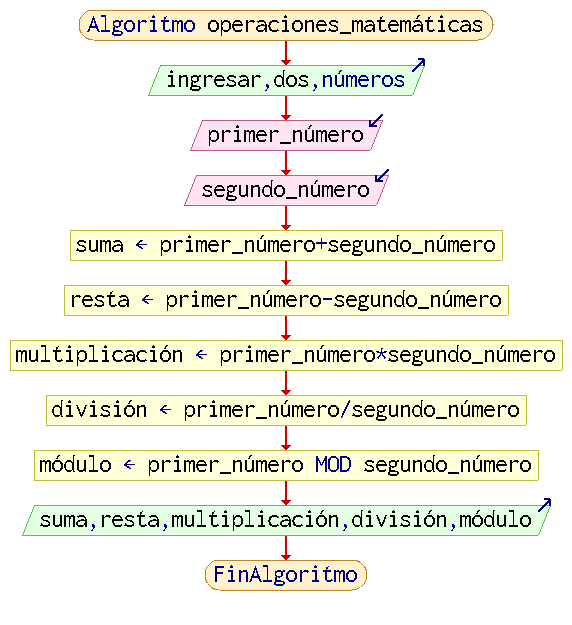 Algoritmo operaciones_matemáticas
ingresar,dos,números
primer_número
segundo_número
suma ← primer_número+segundo_número
resta ← primer_número-segundo_número
multiplicación ← primer_número*segundo_número
división ← primer_número/segundo_número
módulo ← primer_número MOD segundo_número
suma,resta,multiplicación,división,módulo
FinAlgoritmo